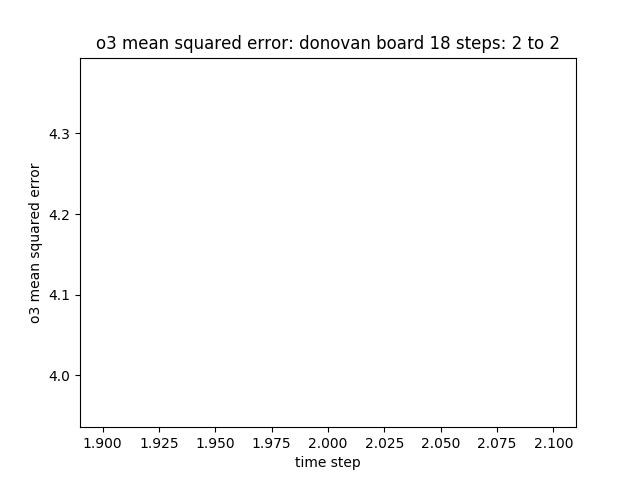 o3 mean squared error: donovan board 18 steps: 2 to 2
4.3
4.2
4.1
4.0
o3 mean squared error
1.900 1.925 1.950 1.975 2.000 2.025 2.050 2.075 2.100
time step